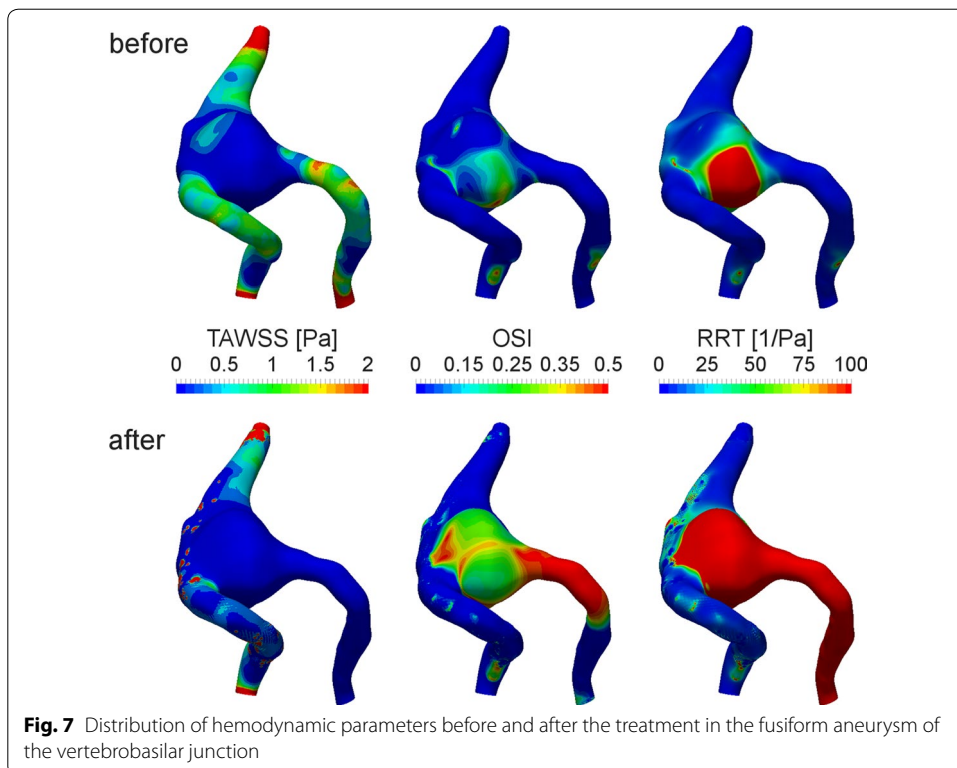 before
TAWSS [Pa] OSI RRT [1/Pa]
0 0.5 1 1.5 2 0 0.15 0.25 0.35 0.5 0 25 50 75 100
after
Fig. 7 Distribution of hemodynamic parameters before and after the treatment in the fusiform aneurysm of
the vertebrobasilar junction